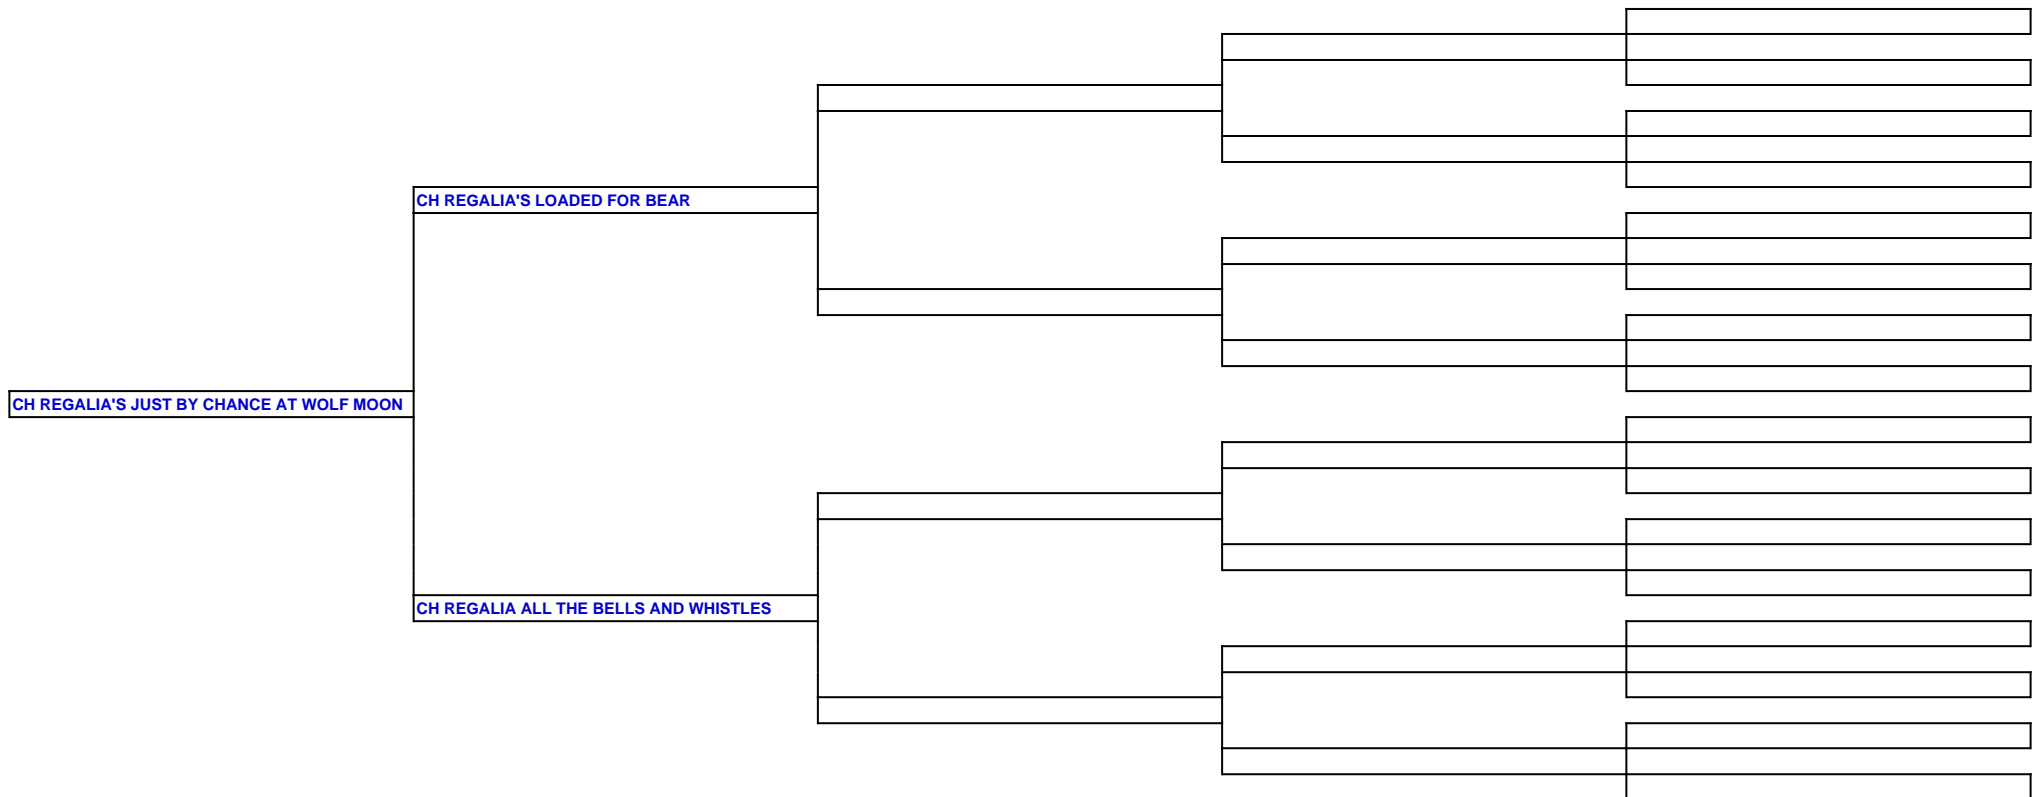 CH REGALIA'S LOADED FOR BEAR
CH REGALIA'S JUST BY CHANCE AT WOLF MOON
CH REGALIA ALL THE BELLS AND WHISTLES